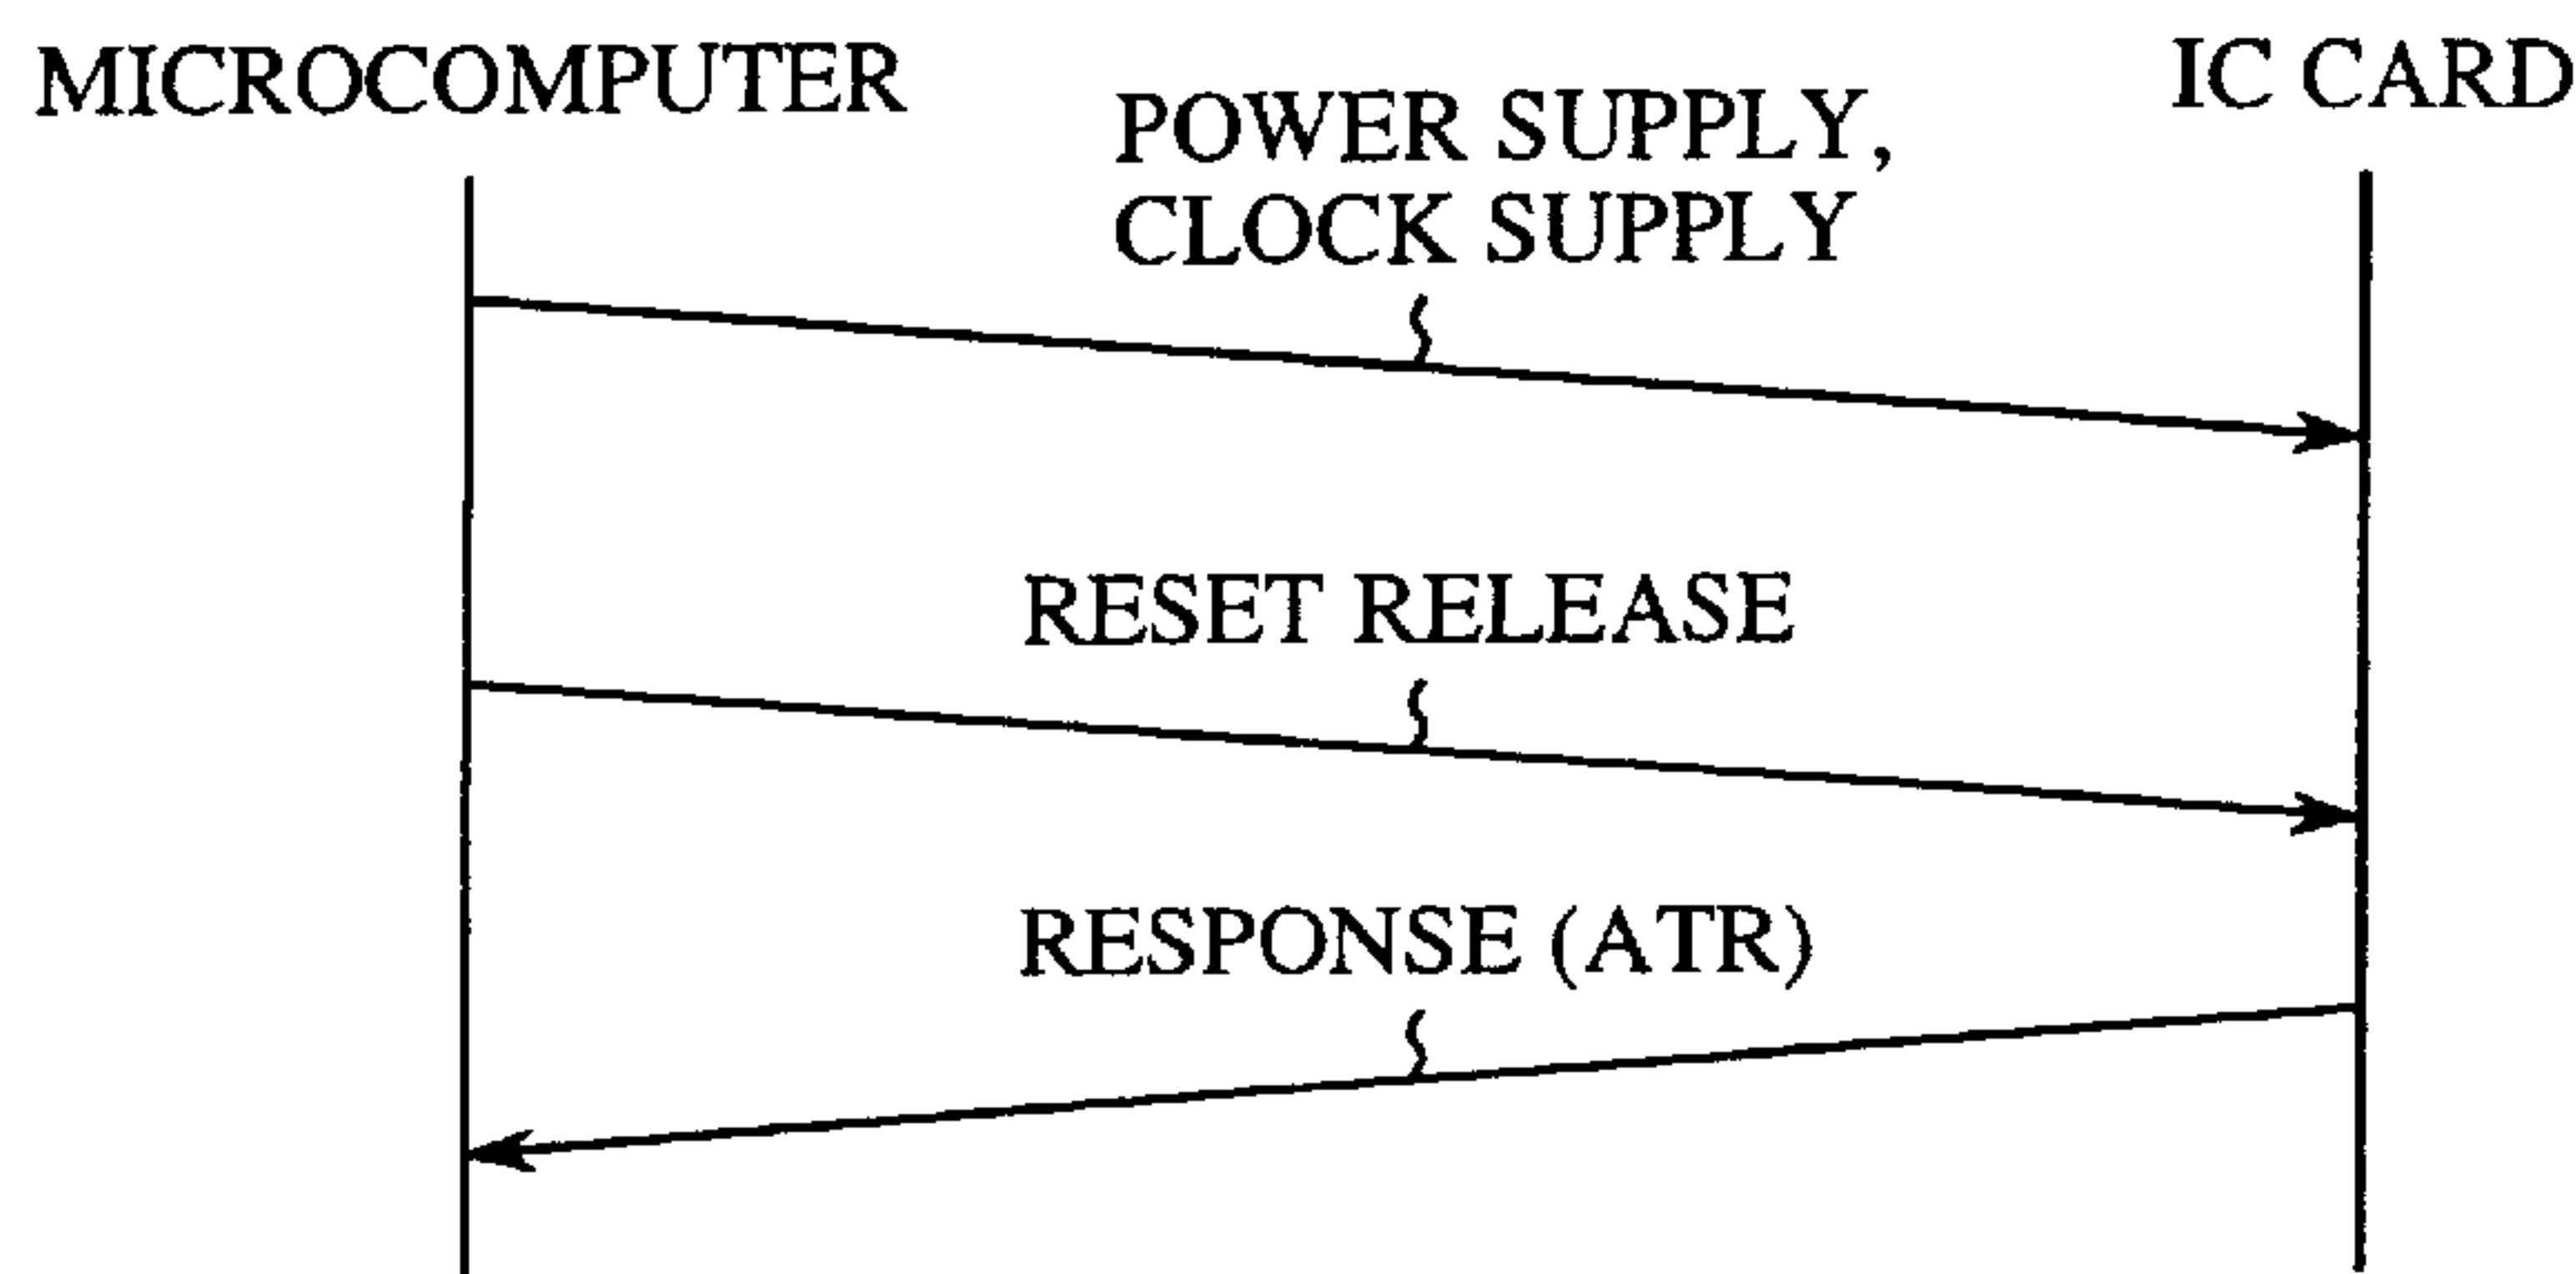 MICROCOMPUTER
IC CARD
POWER SUPPLY,
CLOCK SUPPLY
RESET RELEASE
RESPONSE (ATR)